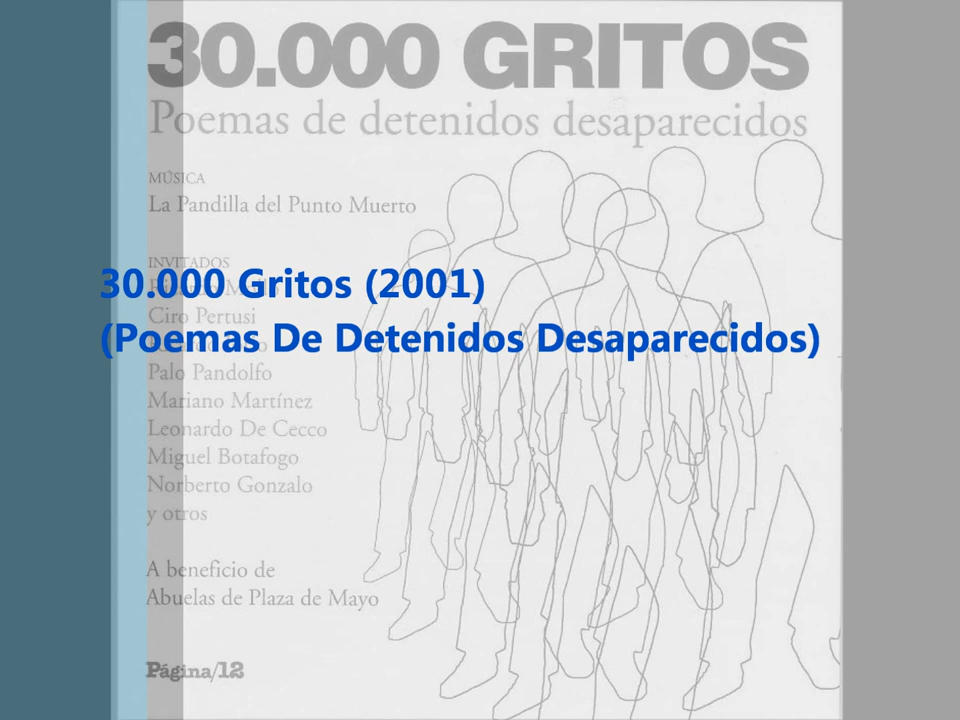 30.000 GRITOS
Poemas de detenidos desaparecidos
MÚSICA
La Pandilla del Punto Muerto
INVITADOS
30.000 Gritos (2001)
Ciro Pertusi
(Poemas De Detenidos Desaparecidos)
Palo Pandolfo
Mariano Martínez
Leonardo De Cecco
Miguel Botafogo
Norberto Gonzalo
y otros
A beneficio de
Abuelas de Plaza de Mayo
Página/12